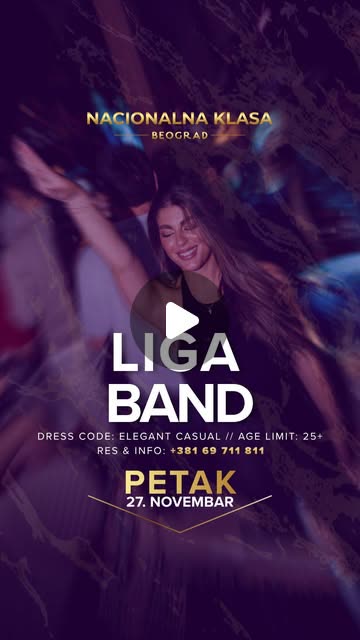 NACIONALNA KLASA
BEOGRAD
LIGA
BAND
DRESS CODE: ELEGANT CASUAL // AGE LIMIT: 25+
RES & INFO: +381 69 711 811
PETAK
27. NOVEMBAR